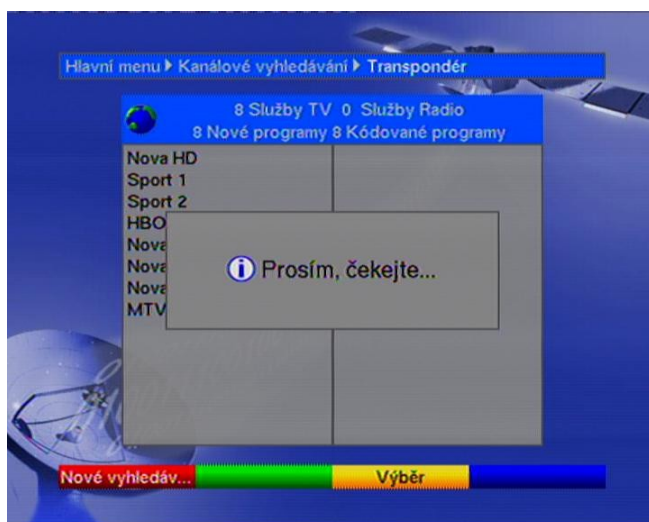 Hlavní menu Kanálové vyhledávání Transpondér
8 Služby TV 0 Služby Radio
8 Nové programy 8 Kódované programy
Nova HD
Sport 1
Sport 2
HBO
Nova
Nova
Nova
MTV
Prosím, čekejte...
Nové vyhledáv...
Výběr